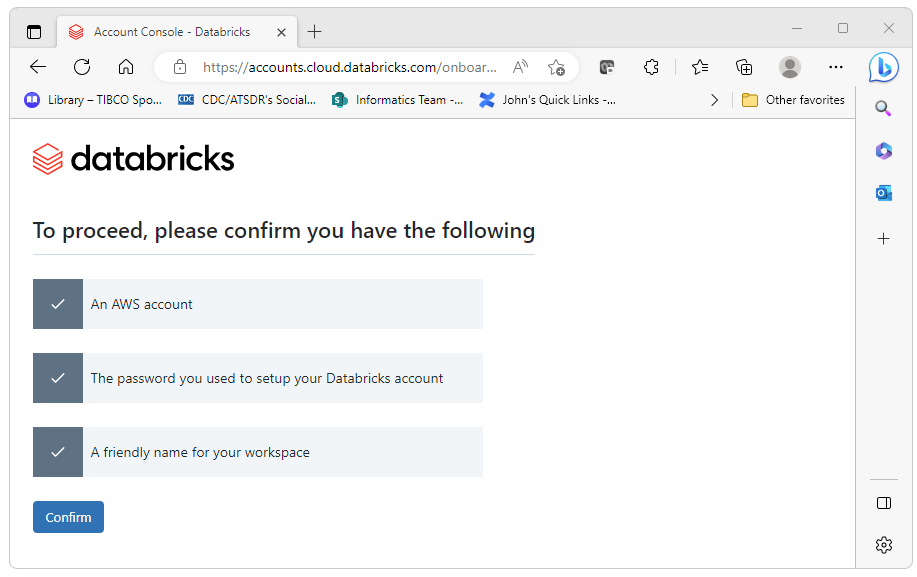 Account Console - Databricks
https://accounts.cloud.databricks.com/onboar...
Library – TIBCO Spo...
CDC
CDC/ATSDR's Social...
Informatics Team -...
John's Quick Links -...
Other favorites
databricks
To proceed, please confirm you have the following
An AWS account
The password you used to setup your Databricks account
A friendly name for your workspace
Confirm